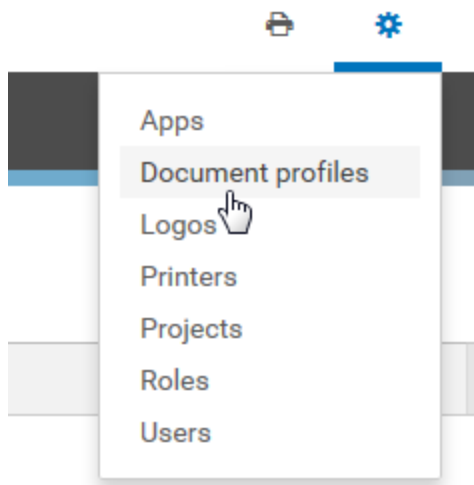 Apps
Document profiles
Logos
Printers
Projects
Roles
Users